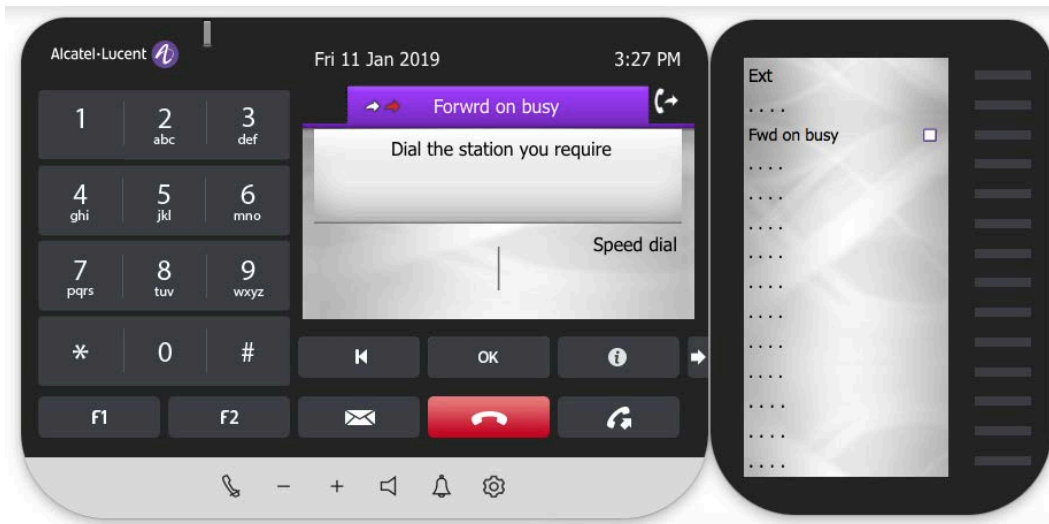 Alcatel·Lucent
Fri 11 Jan 2019 3:27 PM
Forwrd on busy
Dial the station you require
Speed dial
1 2 abc 3 def
4 ghi 5 jkl 6 mno
7 pqrs 8 tuv 9 wxyz
* 0 #
F1 F2
OK
Ext
. . . .
Fwd on busy
. . . .
. . . .
. . . .
. . . .
. . . .
. . . .
. . . .
. . . .
. . . .
. . . .
. . . .